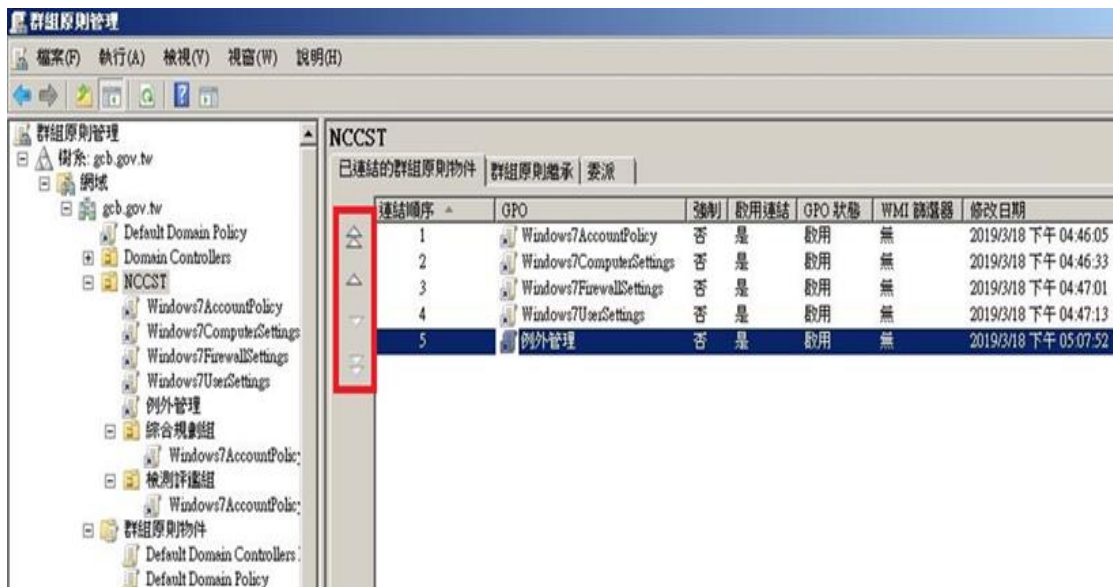 群組原則管理
檔案(F) 執行(A) 檢視(V) 視窗(W) 說明(H)
群組原則管理
樹系: gcb.gov.tw
網域
gcb.gov.tw
Default Domain Policy
Domain Controllers
NCCST
Windows7AccountPolicy
Windows7ComputerSettings
Windows7FirewallSettings
Windows7UserSettings
例外管理
綜合規劃組
Windows7AccountPolicy
檢測評鑑組
Windows7AccountPolicy
群組原則物件
Default Domain Controllers
Default Domain Policy
NCCST
已連結的群組原則物件 群組原則繼承 委派
連結順序 GPO 強制 啟用連結 GPO 狀態 WMI 篩選器 修改日期
1 Windows7AccountPolicy 否 是 啟用 無 2019/3/18 下午 04:46:05
2 Windows7ComputerSettings 否 是 啟用 無 2019/3/18 下午 04:46:33
3 Windows7FirewallSettings 否 是 啟用 無 2019/3/18 下午 04:47:01
4 Windows7UserSettings 否 是 啟用 無 2019/3/18 下午 04:47:13
5 例外管理 否 是 啟用 無 2019/3/18 下午 05:07:52